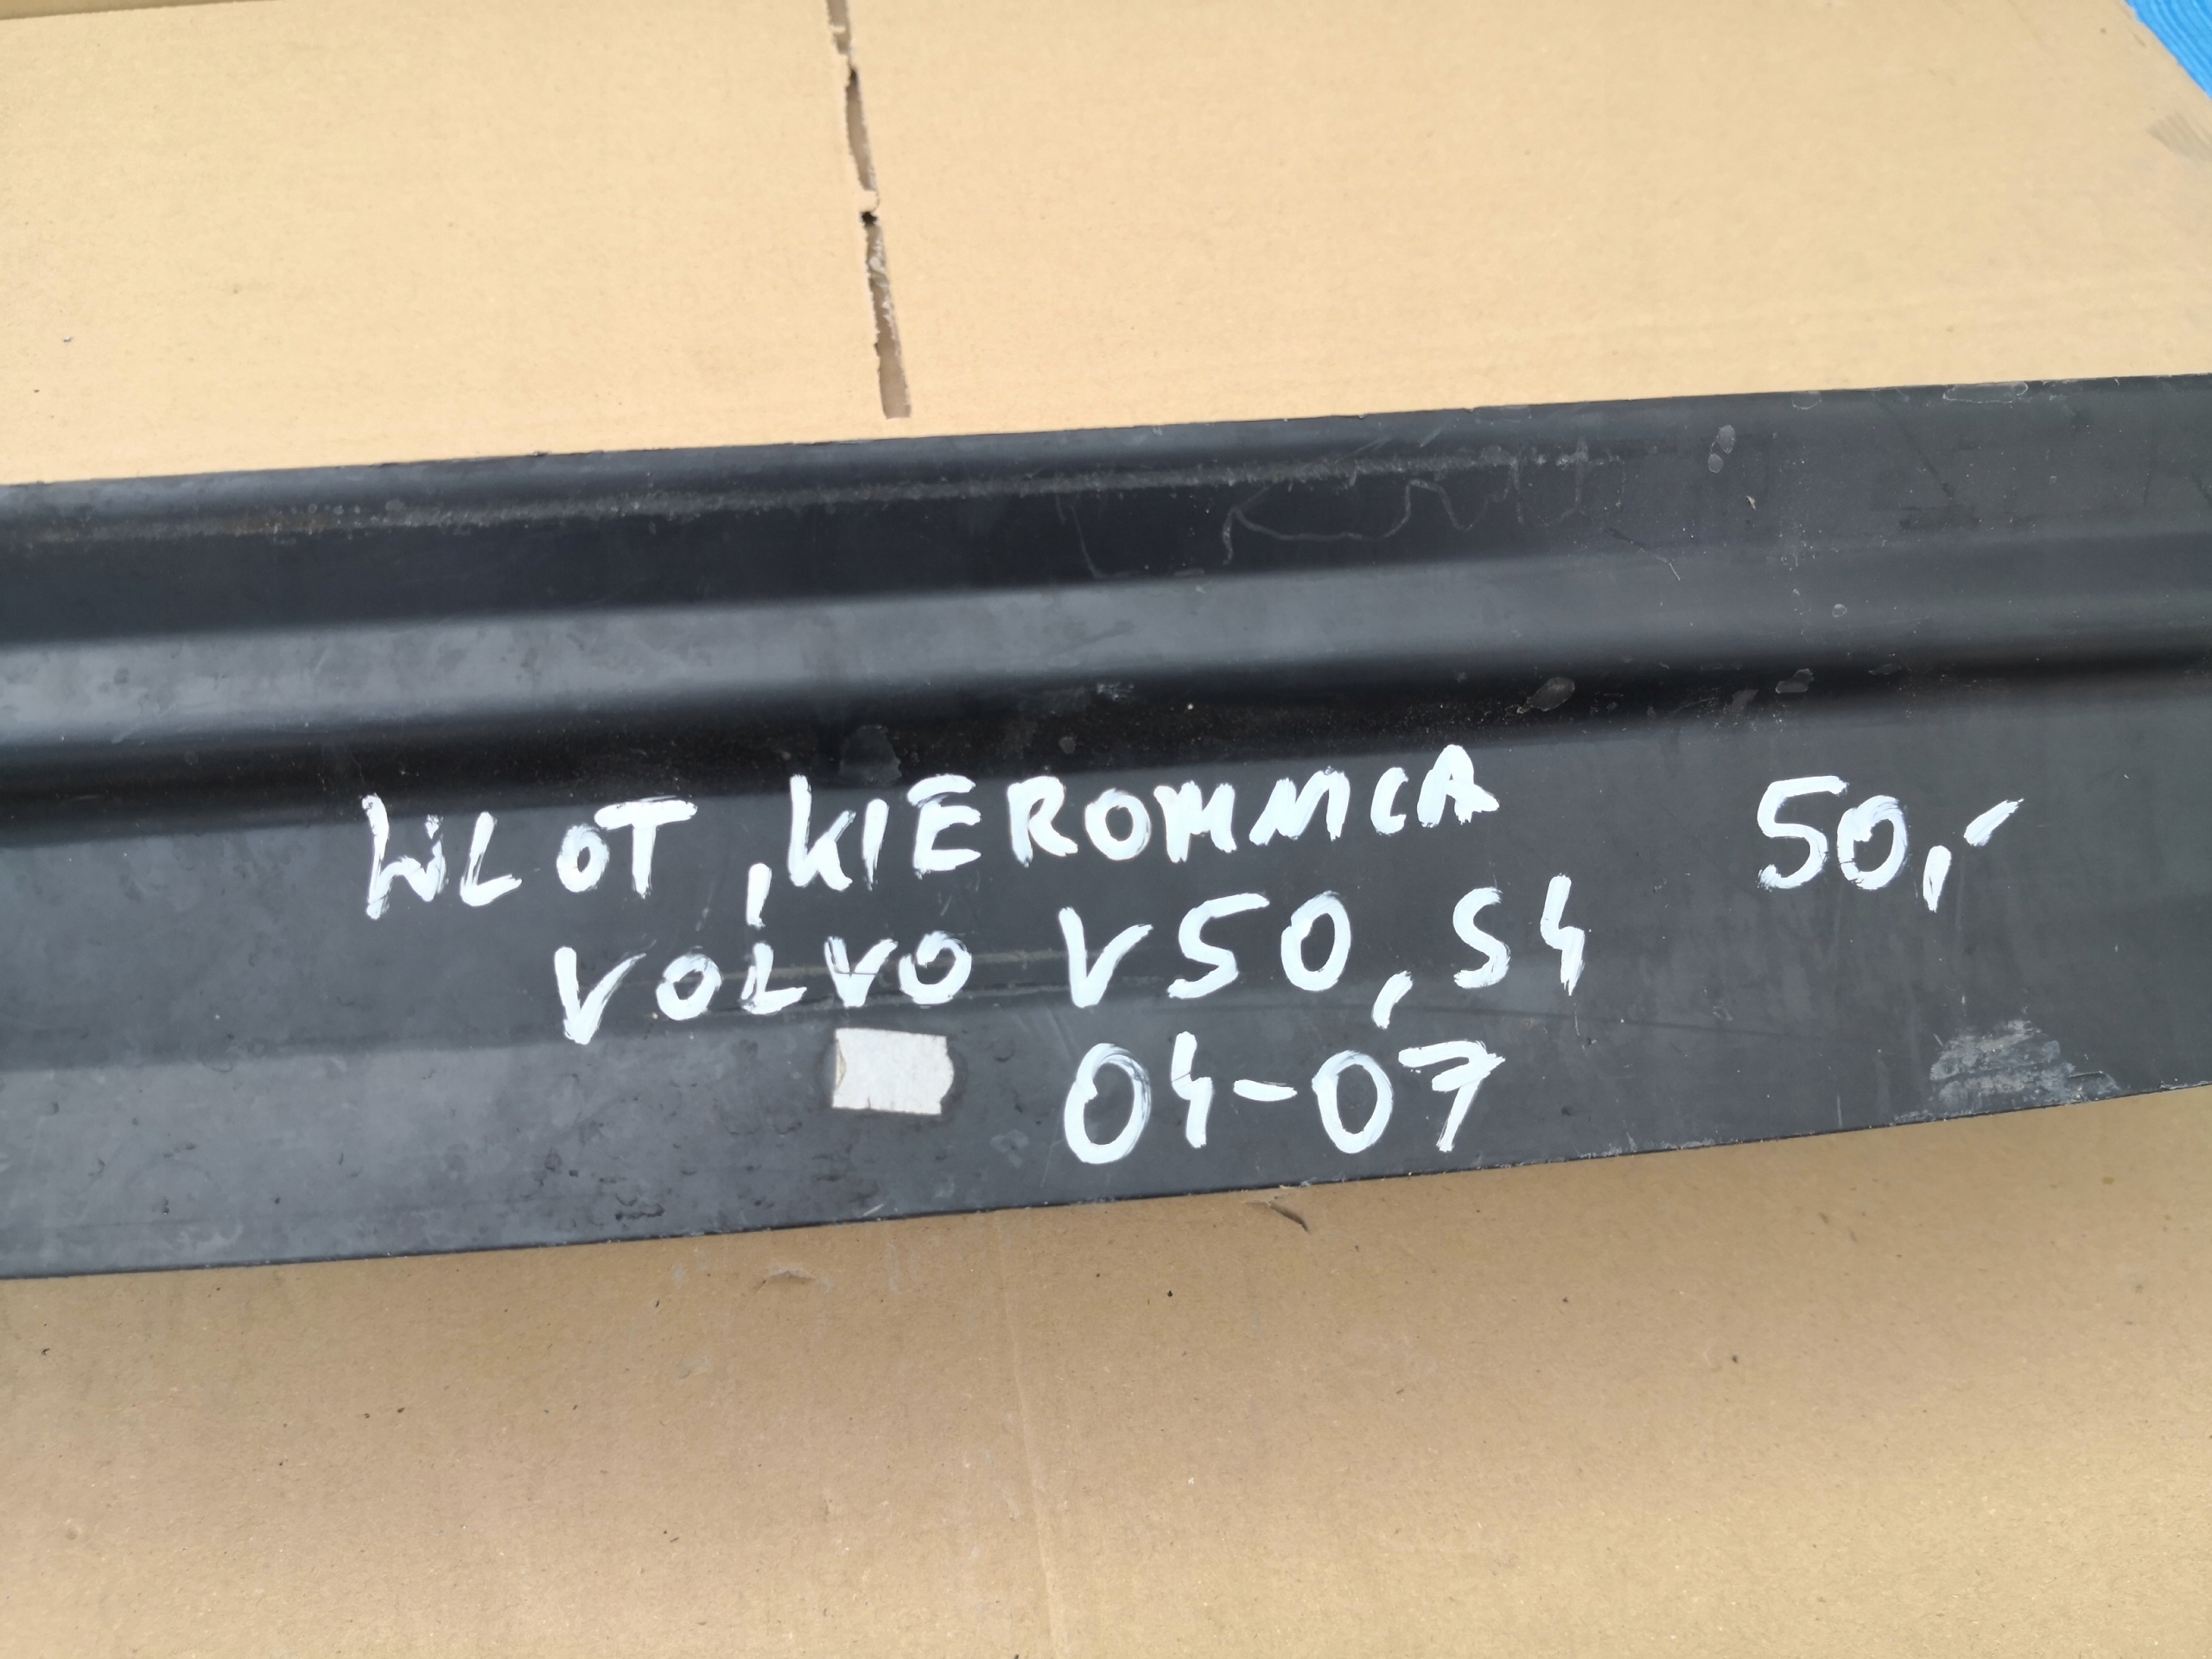 WLOT, KIEROWNICA 50,-
VOLVO V50, S4
04-07